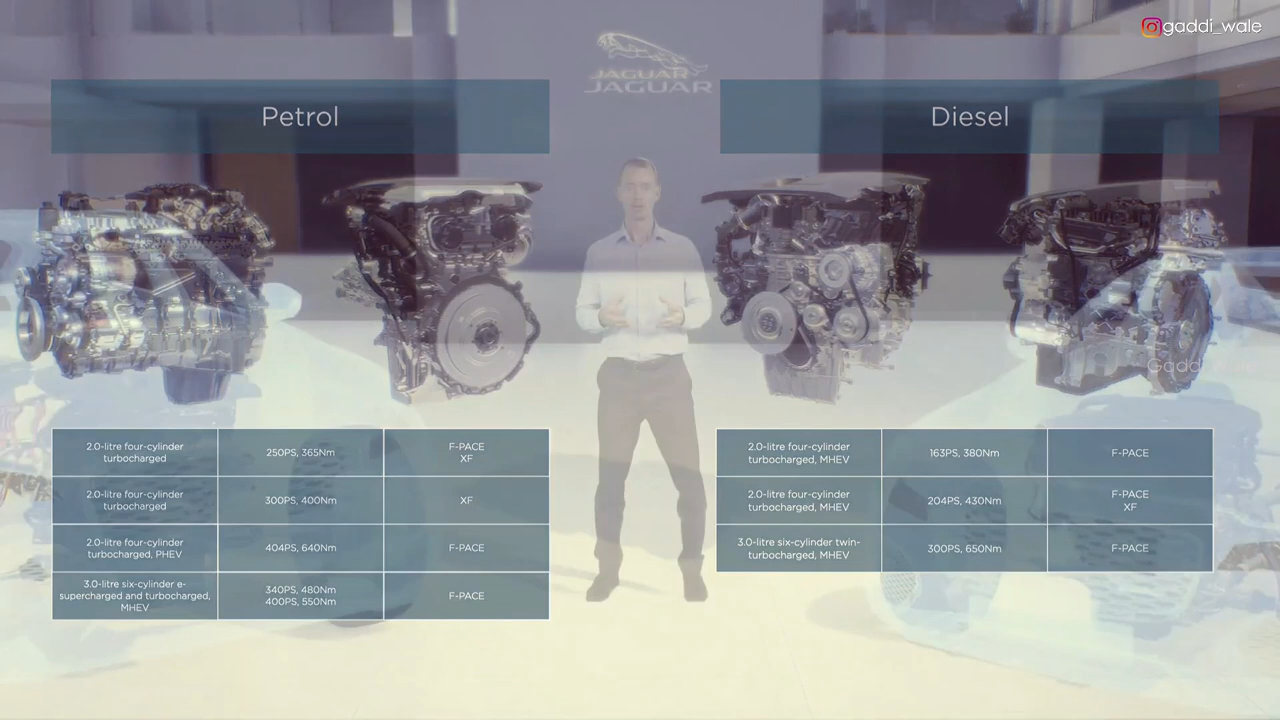 gaddi_wale
JAGUAR
JAGUAR
Petrol
Diesel
Gaddi Wale
2.0-litre four-cylinder
turbocharged
250PS, 365Nm
F-PACE
XF
2.0-litre four-cylinder
turbocharged
300PS, 400Nm
XF
2.0-litre four-cylinder
turbocharged, PHEV
404PS, 640Nm
F-PACE
3.0-litre six-cylinder e-
supercharged and turbocharged,
MHEV
340PS, 480Nm
400PS, 550Nm
F-PACE
2.0-litre four-cylinder
turbocharged, MHEV
163PS, 380Nm
F-PACE
2.0-litre four-cylinder
turbocharged, MHEV
204PS, 430Nm
F-PACE
XF
3.0-litre six-cylinder twin-
turbocharged, MHEV
300PS, 650Nm
F-PACE